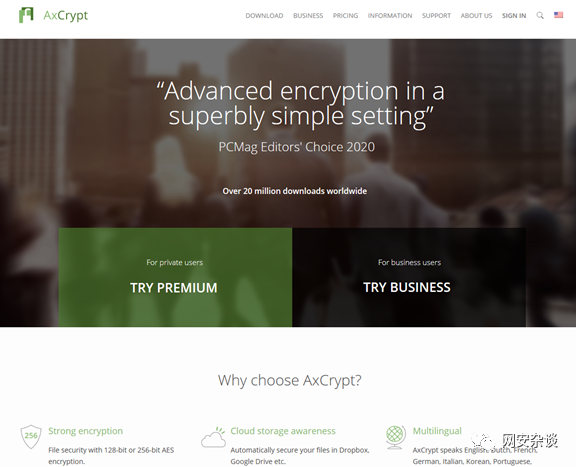 AxCrypt
DOWNLOAD BUSINESS PRICING INFORMATION SUPPORT ABOUT US SIGN IN
“Advanced encryption in a
superbly simple setting”
PCMag Editors' Choice 2020
Over 20 million downloads worldwide
For private users
TRY PREMIUM
For business users
TRY BUSINESS
Why choose AxCrypt?
256
Strong encryption
File security with 128-bit or 256-bit AES
encryption.
Cloud storage awareness
Automatically secure your files in Dropbox,
Google Drive etc.
Multilingual
AxCrypt speaks English, Dutch, French,
German, Italian, Korean, Portuguese,
网安杂谈